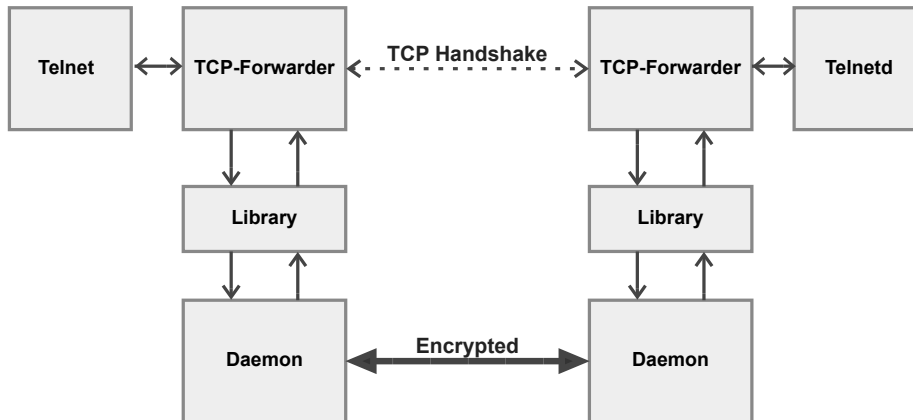 TCP Handshake
Telnet
TCP-Forwarder
TCP-Forwarder
Telnetd
Library
Library
Encrypted
Daemon
Daemon